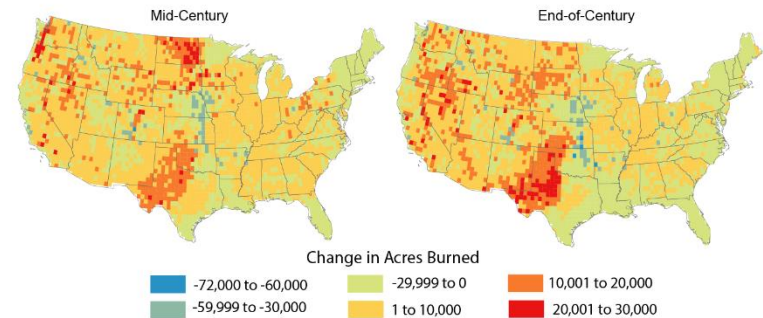 Mid-Century
End-of-Century
Change in Acres Burned
-72,000 to -60,000
-29,999 to 0
10,001 to 20,000
-59,999 to -30,000
1 to 10,000
20,001 to 30,000